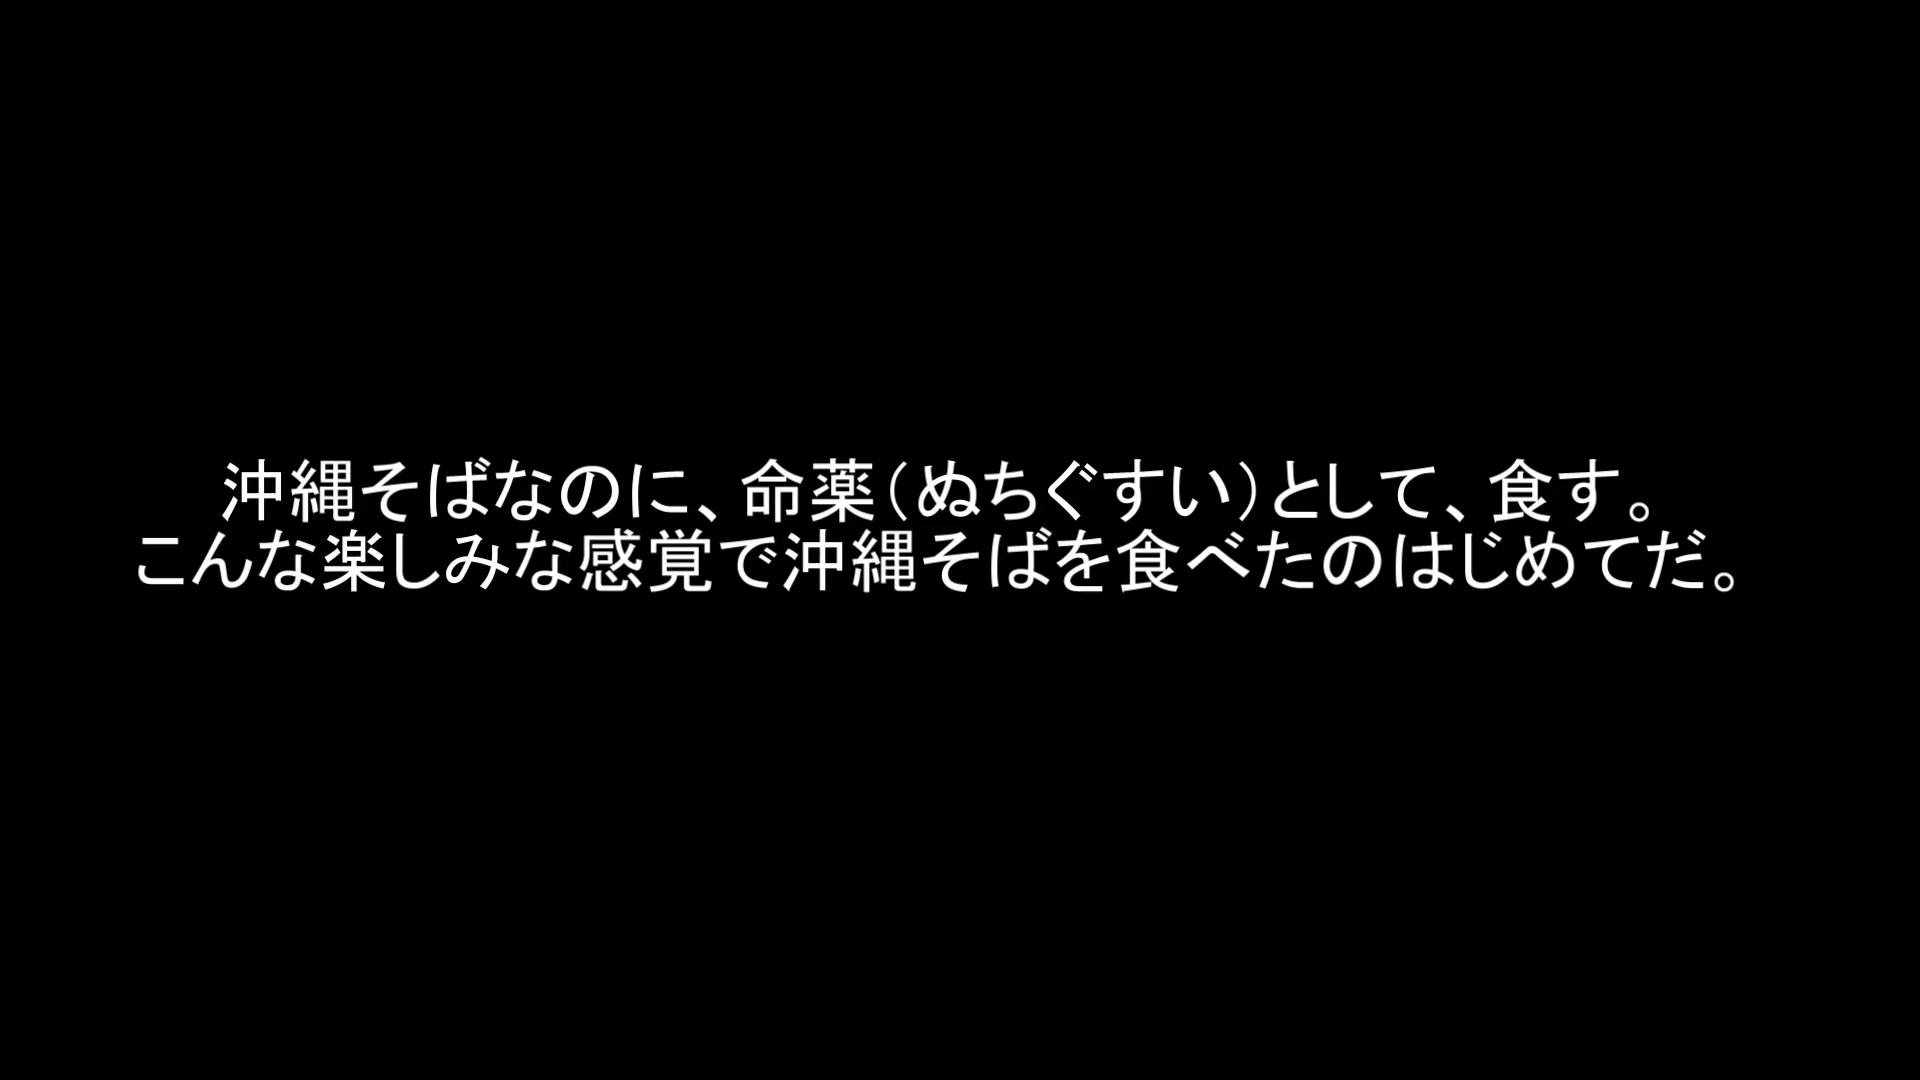 沖縄そばなのに、命薬（ぬちぐすい）として、食す。
こんな楽しみな感覚で沖縄そばを食べたのはじめてだ。